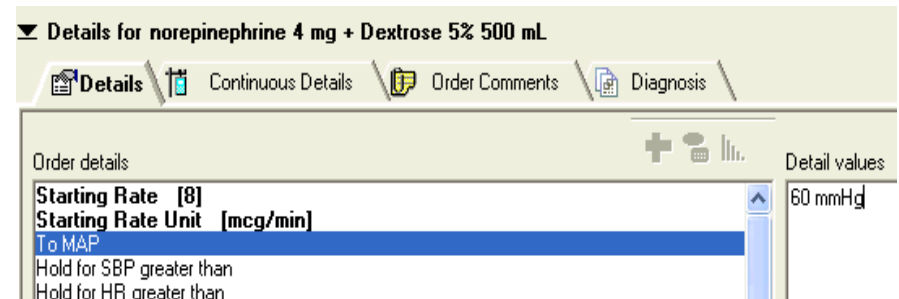 Details for norepinephrine 4 mg + Dextrose 5% 500 mL
Details Continuous Details Order Comments Diagnosis
Order details
Detail values
Starting Rate [8]
60 mmHg
Starting Rate Unit [mcg/min]
To MAP
Hold for SBP greater than
Hold for HR greater than